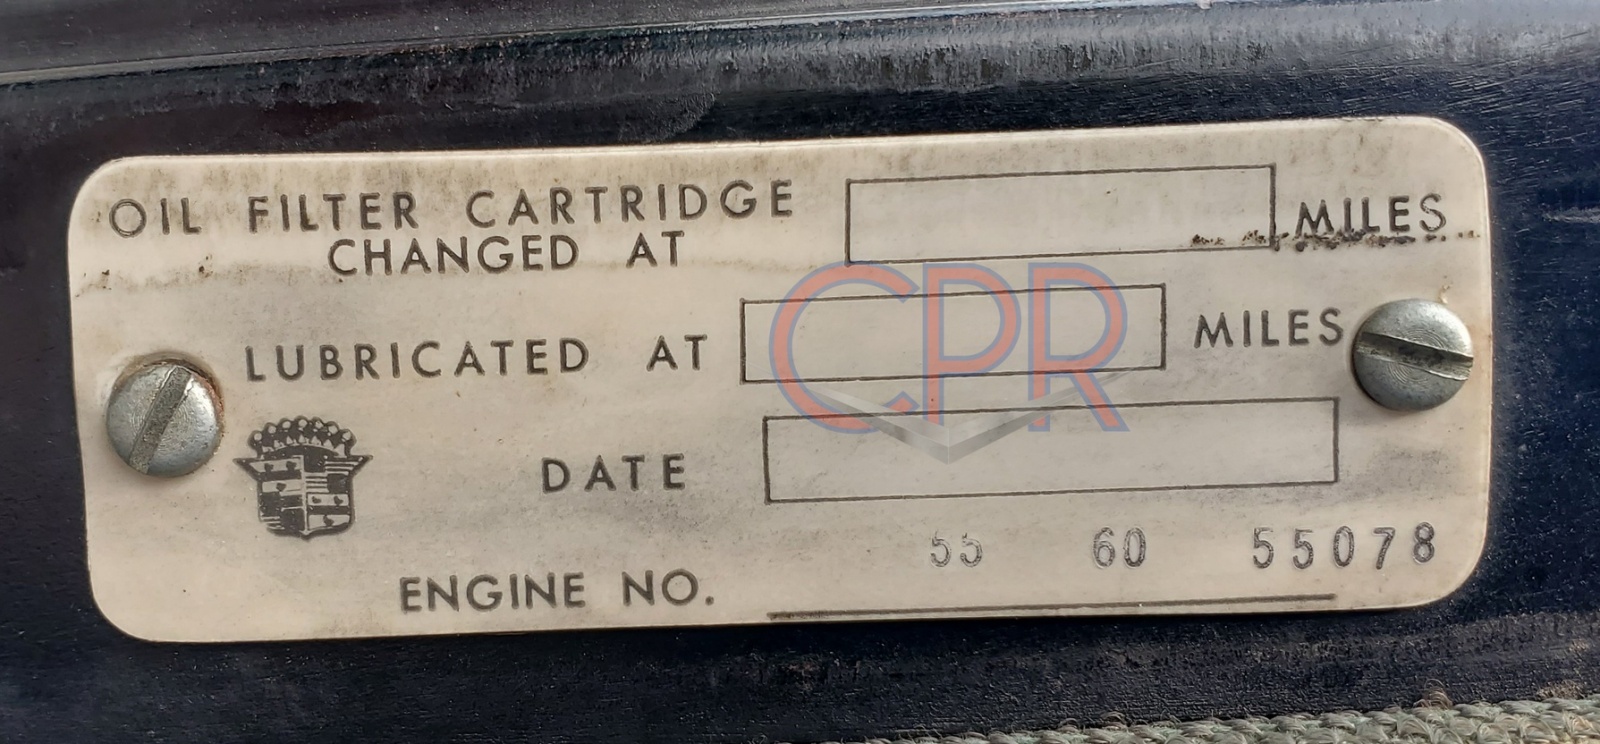 OIL FILTER CARTRIDGE
CHANGED AT MILES
LUBRICATED AT MILES
CPR
DATE
55 60 55078
ENGINE NO.